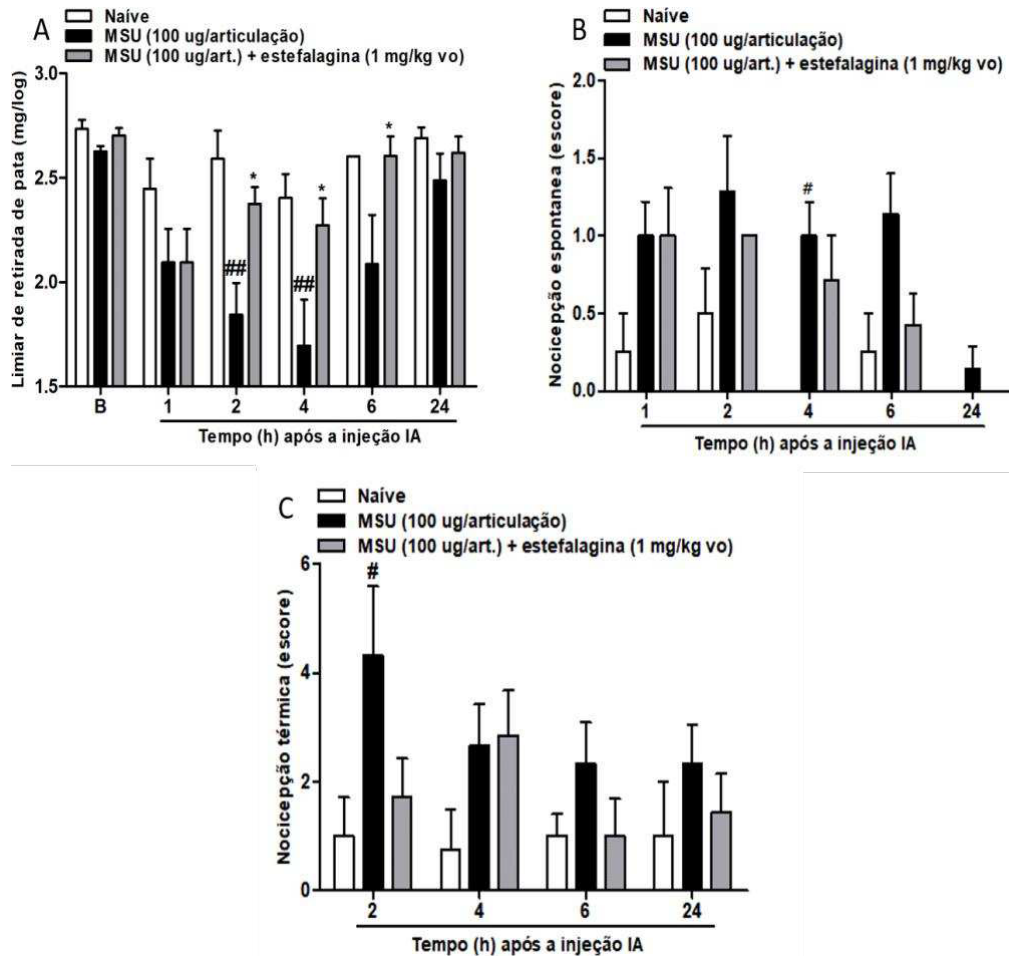 A
Naïve
MSU (100 ug/articulação)
MSU (100 ug/art.) + estefalagina (1 mg/kg vo)
Limiar de retirada de pata (mg/log)
3.0
2.5
2.0
1.5
*
*
*
##
##
B 1 2 4 6 24
Tempo (h) após a injeção IA
B
Naïve
MSU (100 ug/articulação)
MSU (100 ug/art.) + estefalagina (1 mg/kg vo)
Nocicepção espontanea (escore)
2.0
1.5
1.0
0.5
0.0
#
1 2 4 6 24
Tempo (h) após a injeção IA
C
Naïve
MSU (100 ug/articulação)
MSU (100 ug/art.) + estefalagina (1 mg/kg vo)
Nocicepção térmica (escore)
6
4
2
0
#
2 4 6 24
Tempo (h) após a injeção IA